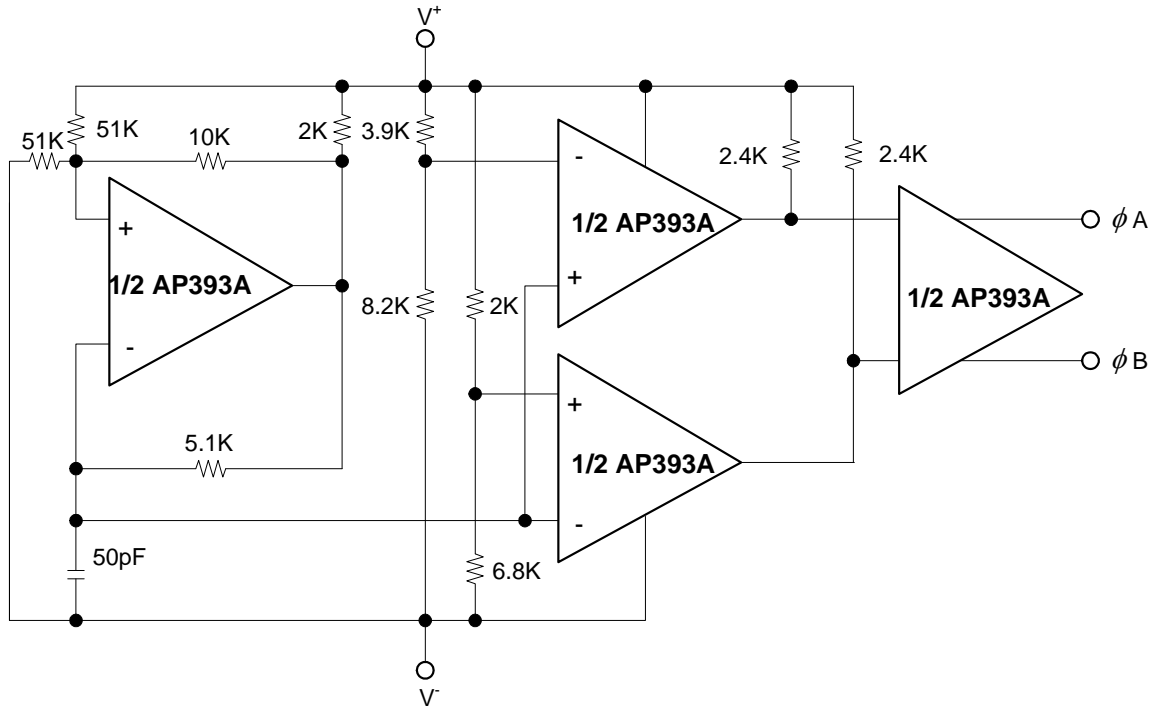 V+
51K
51K
10K
2K
3.9K
2.4K
2.4K
-
+
1/2 AP393A
+
-
1/2 AP393A
8.2K
2K
1/2 AP393A
ϕ A
ϕ B
5.1K
+
-
1/2 AP393A
50pF
6.8K
V-